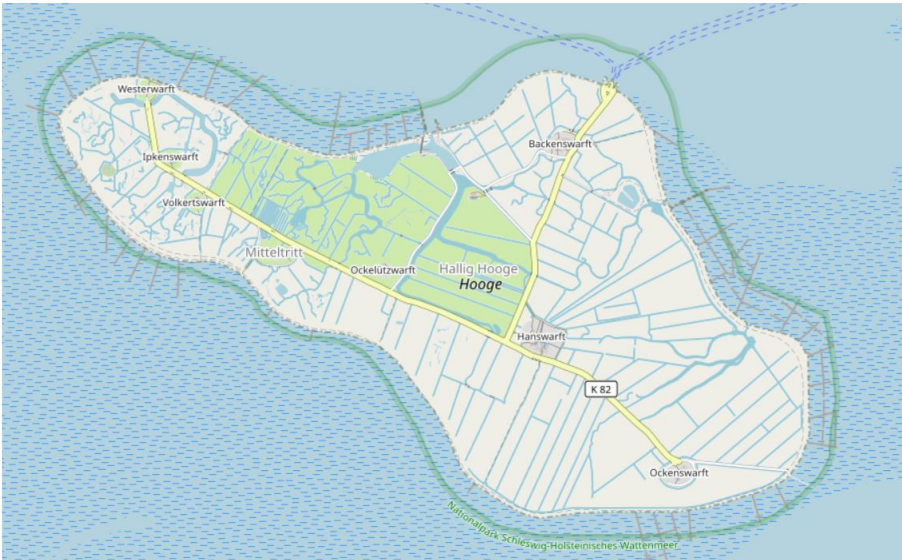 Westerwarft
Backenswarft
Ipkenswarft
Volkertswarft
Mitteltritt
Ockelützwarft
Hallig Hooge
Hooge
Hanswarft
K 82
Ockenswarft
Nationalpark Schleswig-Holsteinisches Wattenmeer